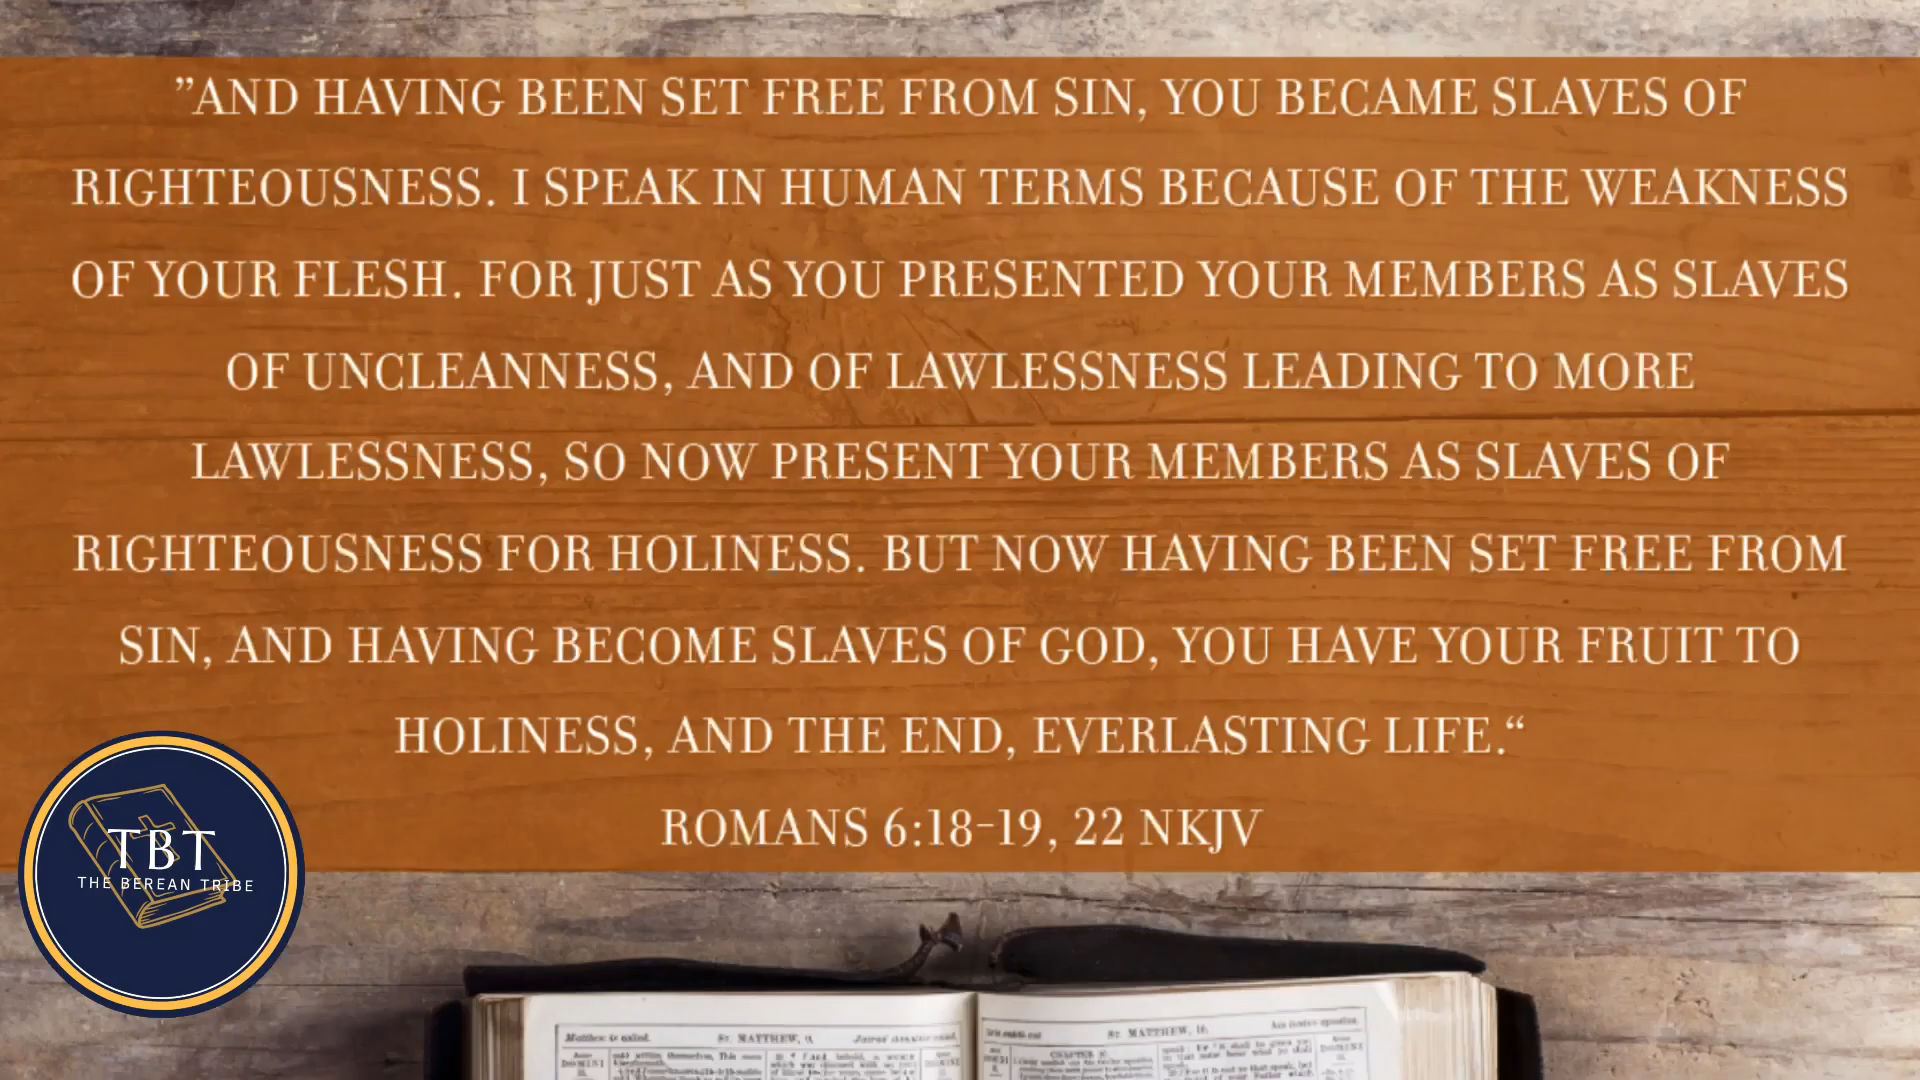 ”AND HAVING BEEN SET FREE FROM SIN, YOU BECAME SLAVES OF
RIGHTEOUSNESS. I SPEAK IN HUMAN TERMS BECAUSE OF THE WEAKNESS
OF YOUR FLESH. FOR JUST AS YOU PRESENTED YOUR MEMBERS AS SLAVES
OF UNCLEANNESS, AND OF LAWLESSNESS LEADING TO MORE
LAWLESSNESS, SO NOW PRESENT YOUR MEMBERS AS SLAVES OF
RIGHTEOUSNESS FOR HOLINESS. BUT NOW HAVING BEEN SET FREE FROM
SIN, AND HAVING BECOME SLAVES OF GOD, YOU HAVE YOUR FRUIT TO
HOLINESS, AND THE END, EVERLASTING LIFE.“
ROMANS 6:18-19, 22 NKJV
TBT
THE BEREAN TRIBE
St. MATTHEW, 9.
St. MATTHEW, 10.